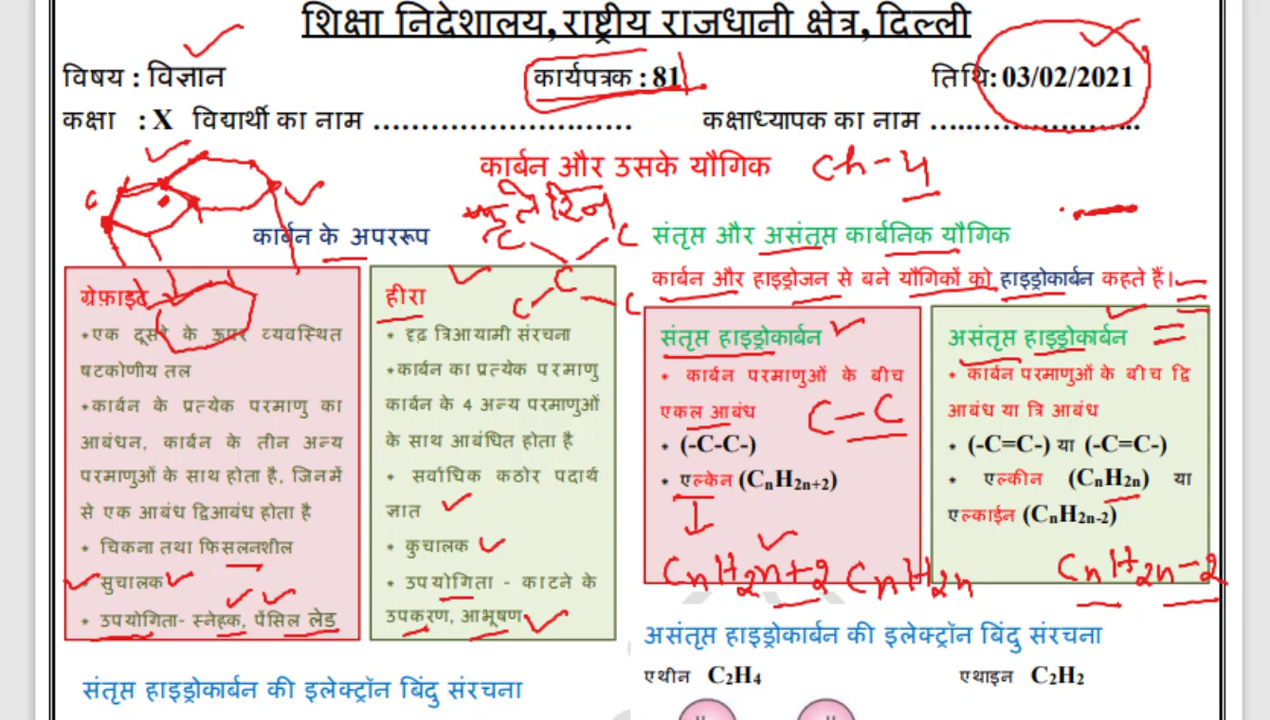 शिक्षा निदेशालय, राष्ट्रीय राजधानी क्षेत्र, दिल्ली
विषय : विज्ञान कार्यपत्रक : 81 तिथि: 03/02/2021
कक्षा : X विद्यार्थी का नाम ............................ कक्षाध्यापक का नाम ........................
कार्बन और उसके यौगिक Ch-4
कार्बन के अपररूप
ग्रेफ़ाइट
*एक दूसरे के ऊपर व्यवस्थित
षटकोणीय तल
*कार्बन के प्रत्येक परमाणु का
आबंधन, कार्बन के तीन अन्य
परमाणुओं के साथ होता है, जिनमें
से एक आबंध द्विआबंध होता है
* चिकना तथा फिसलनशील
* सुचालक
* उपयोगिता- स्नेहक, पेंसिल लेड
C
C C
C
C C
हीरा
* दृढ़ त्रिआयामी संरचना
*कार्बन का प्रत्येक परमाणु
कार्बन के 4 अन्य परमाणुओं
के साथ आबंधित होता है
* सर्वाधिक कठोर पदार्थ
ज्ञात
* कुचालक
* उपयोगिता - काटने के
उपकरण, आभूषण
संतृप्त और असंतृप्त कार्बनिक यौगिक
कार्बन और हाइड्रोजन से बने यौगिकों को हाइड्रोकार्बन कहते हैं।
संतृप्त हाइड्रोकार्बन
* कार्बन परमाणुओं के बीच
एकल आबंध C-C
* (-C-C-)
* एल्केन (CnH2n+2)
CnH2n+2 CnH2n
असंतृप्त हाइड्रोकार्बन
* कार्बन परमाणुओं के बीच द्वि
आबंध या त्रि आबंध
* (-C=C-) या (-C=C-)
* एल्कीन (CnH2n) या
एल्काईन (CnH2n-2)
CnH2n-2
संतृप्त हाइड्रोकार्बन की इलेक्ट्रॉन बिंदु संरचना
असंतृप्त हाइड्रोकार्बन की इलेक्ट्रॉन बिंदु संरचना
एथीन C2H4 एथाइन C2H2